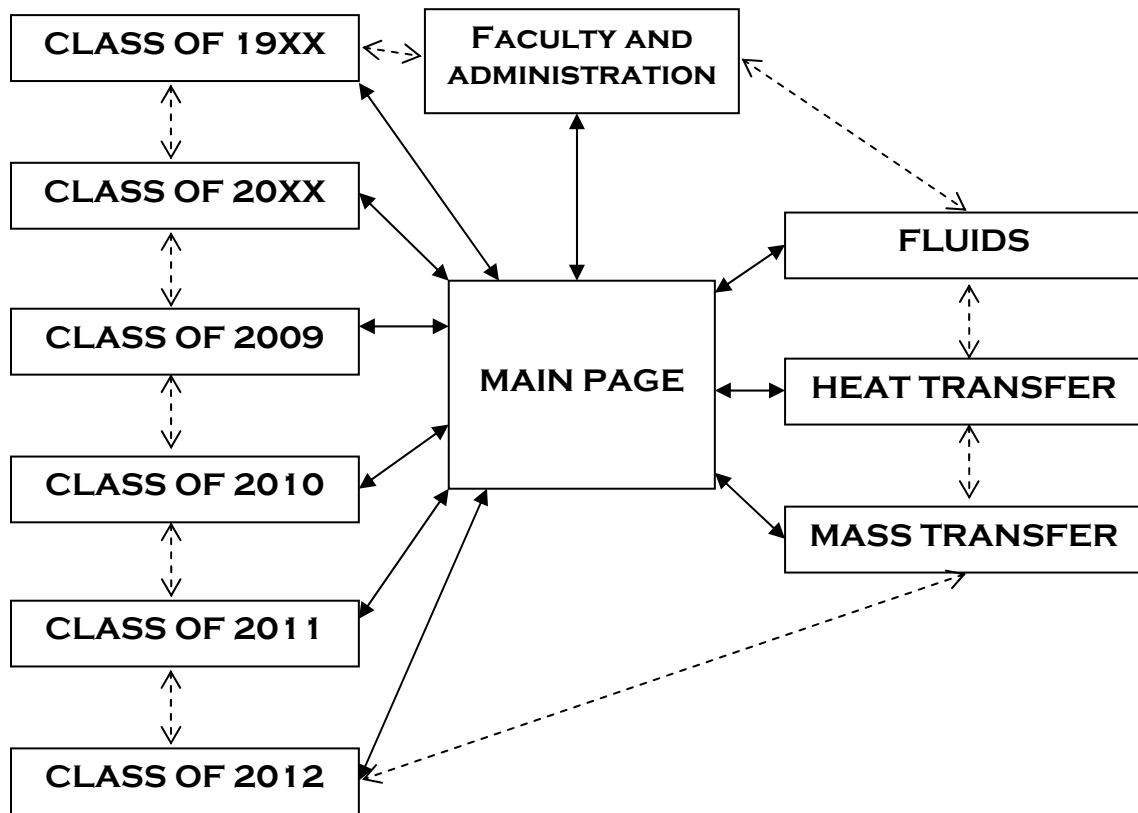 CLASS OF 19XX
FACULTY AND
ADMINISTRATION
CLASS OF 20XX
FLUIDS
CLASS OF 2009
MAIN PAGE
HEAT TRANSFER
CLASS OF 2010
MASS TRANSFER
CLASS OF 2011
CLASS OF 2012